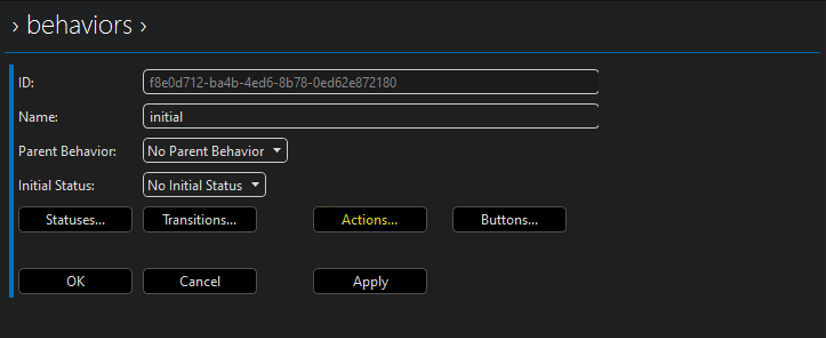 › behaviors ›
ID: f8e0d712-ba4b-4ed6-8b78-0ed62e872180
Name: initial
Parent Behavior: No Parent Behavior
Initial Status: No Initial Status
Statuses... Transitions... Actions... Buttons...
OK Cancel Apply